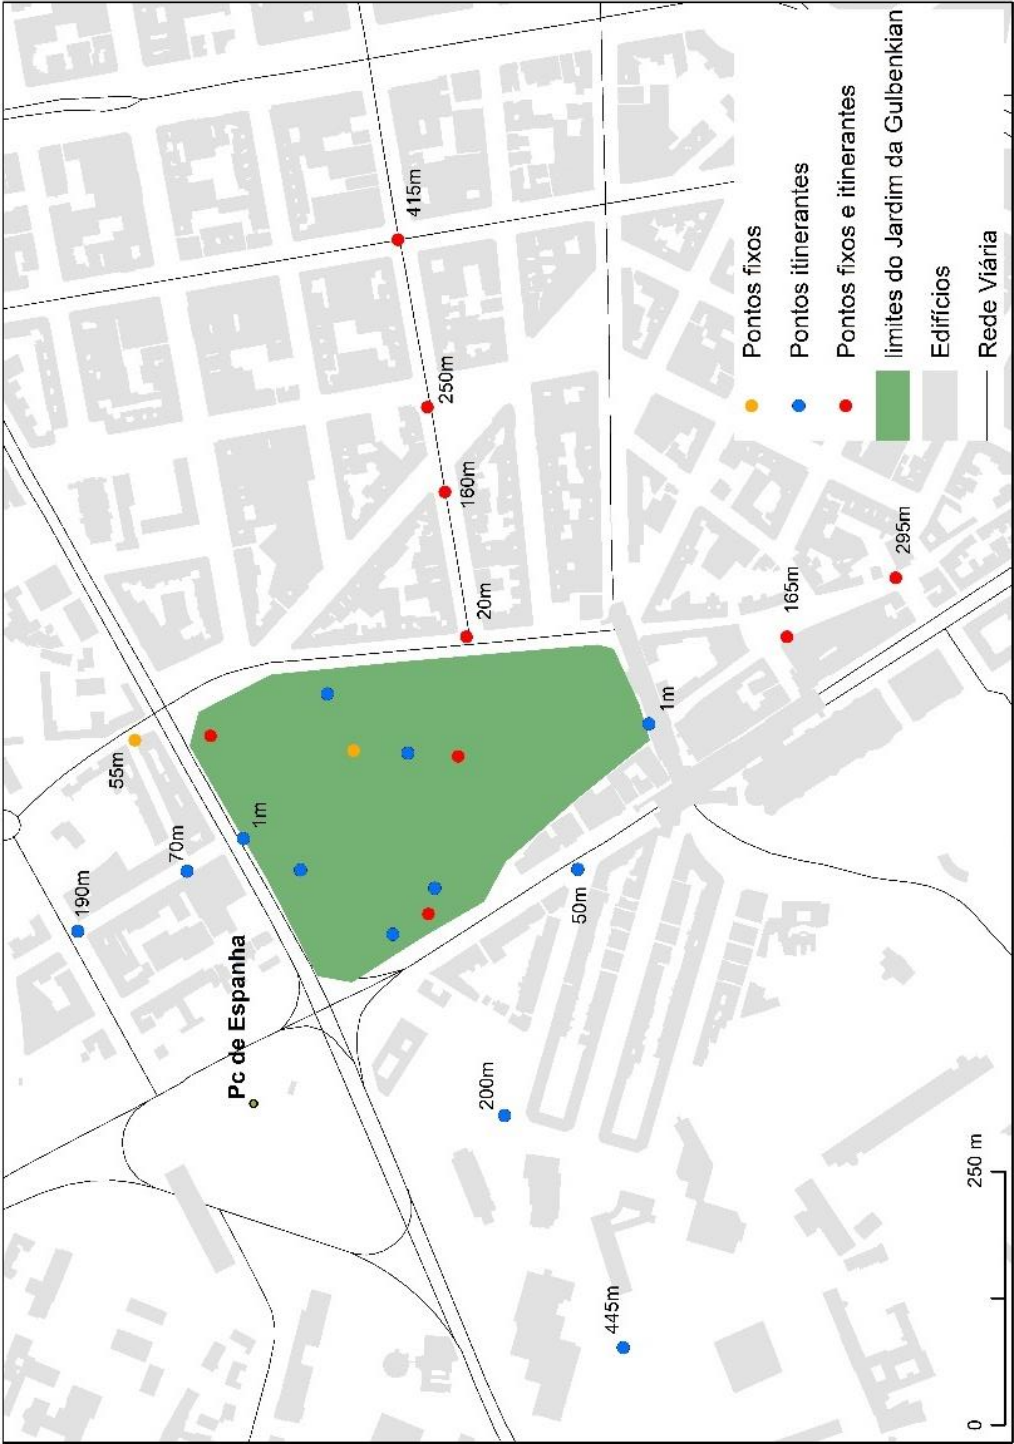 190m
55m
70m
Pc de Espanha
1m
415m
250m
160m
20m
200m
50m
445m
1m
165m
295m
Pontos fixos
Pontos itinerantes
Pontos fixos e itinerantes
limites do Jardim da Gulbenkian
Edifícios
Rede Viária
0 250 m